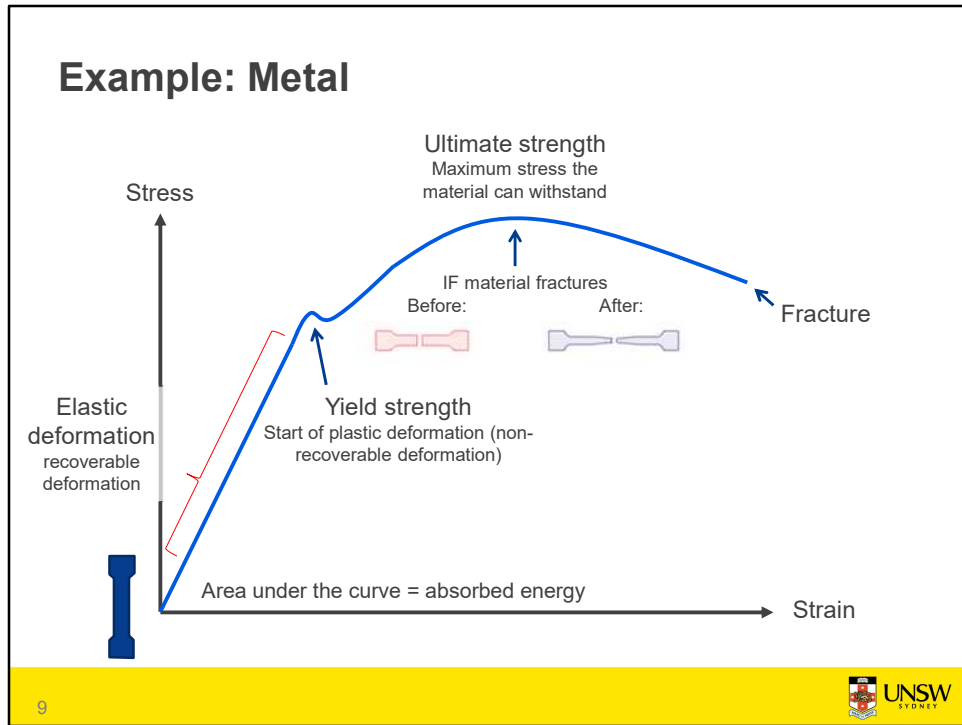 Example: Metal
Ultimate strength
Maximum stress the
material can withstand
Stress
IF material fractures
Before:
After:
Fracture
Elastic
deformation
recoverable
deformation
Yield strength
Start of plastic deformation (non-
recoverable deformation)
Area under the curve = absorbed energy
Strain
9
UNSW
SYDNEY